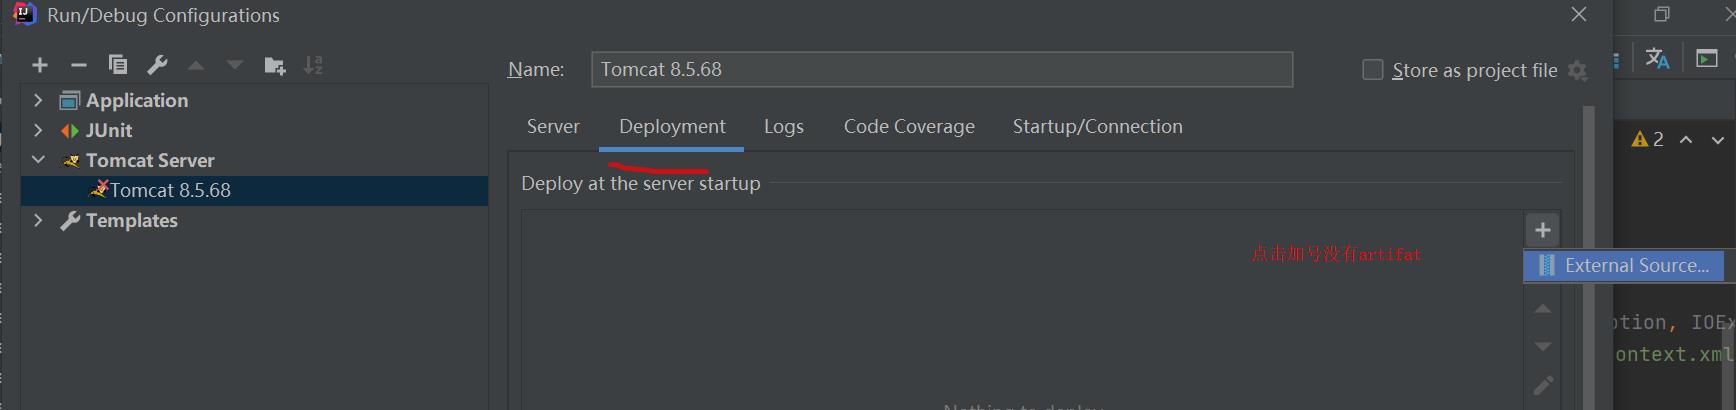 Run/Debug Configurations
Name: Tomcat 8.5.68
Store as project file
Application
JUnit
Tomcat Server
Tomcat 8.5.68
Templates
Server Deployment Logs Code Coverage Startup/Connection
Deploy at the server startup
点击加号没有artifat
External Source...
Nothing to deploy
2
ption, IOEx
ontext.xml